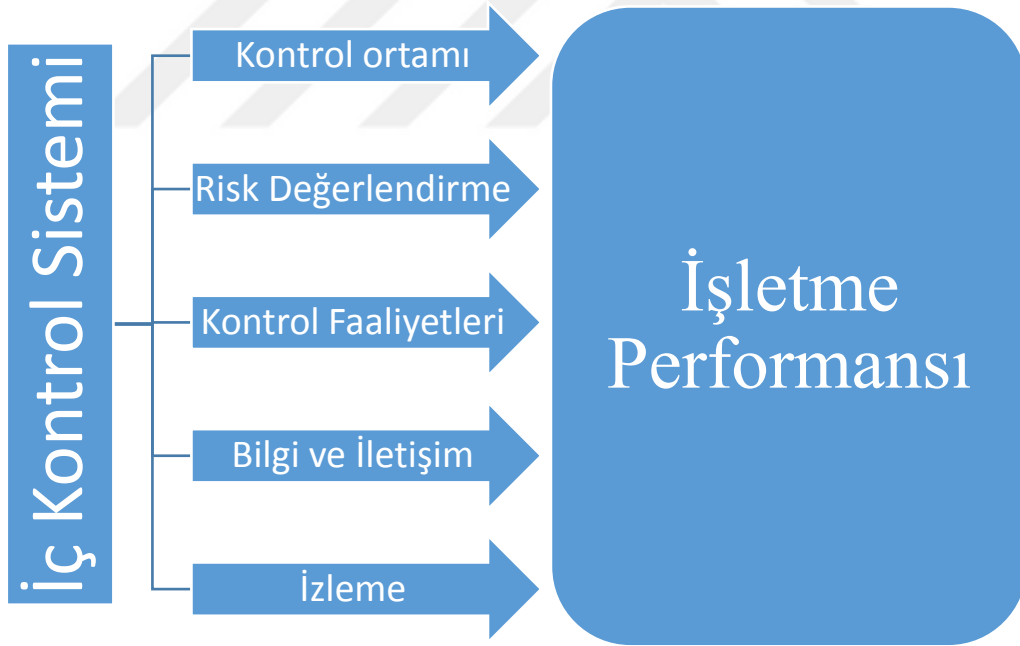 İç Kontrol Sistemi
Kontrol ortamı
Risk Değerlendirme
Kontrol Faaliyetleri
Bilgi ve İletişim
İzleme
İşletme
Performansı